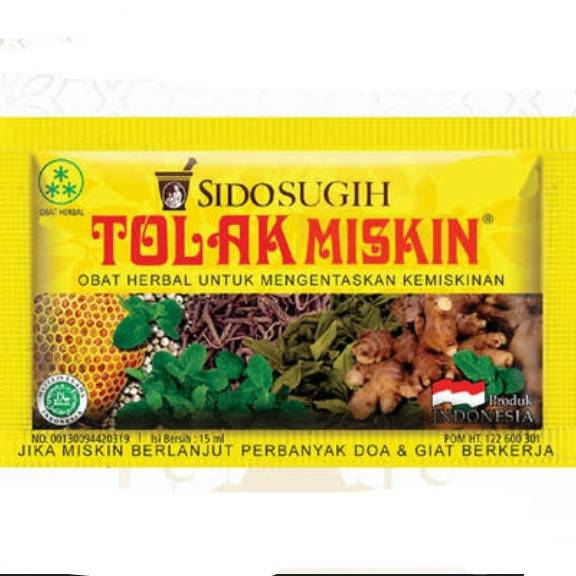 OBAT HERBAL
SIDOSUGIH
TOLAK MISKIN®
OBAT HERBAL UNTUK MENGENTASKAN KEMISKINAN
Produk
INDONESIA
NO. 00130094420319 | Isi Bersih : 15 ml
POM HT. 122 600 301
JIKA MISKIN BERLANJUT PERBANYAK DOA & GIAT BERKERJA